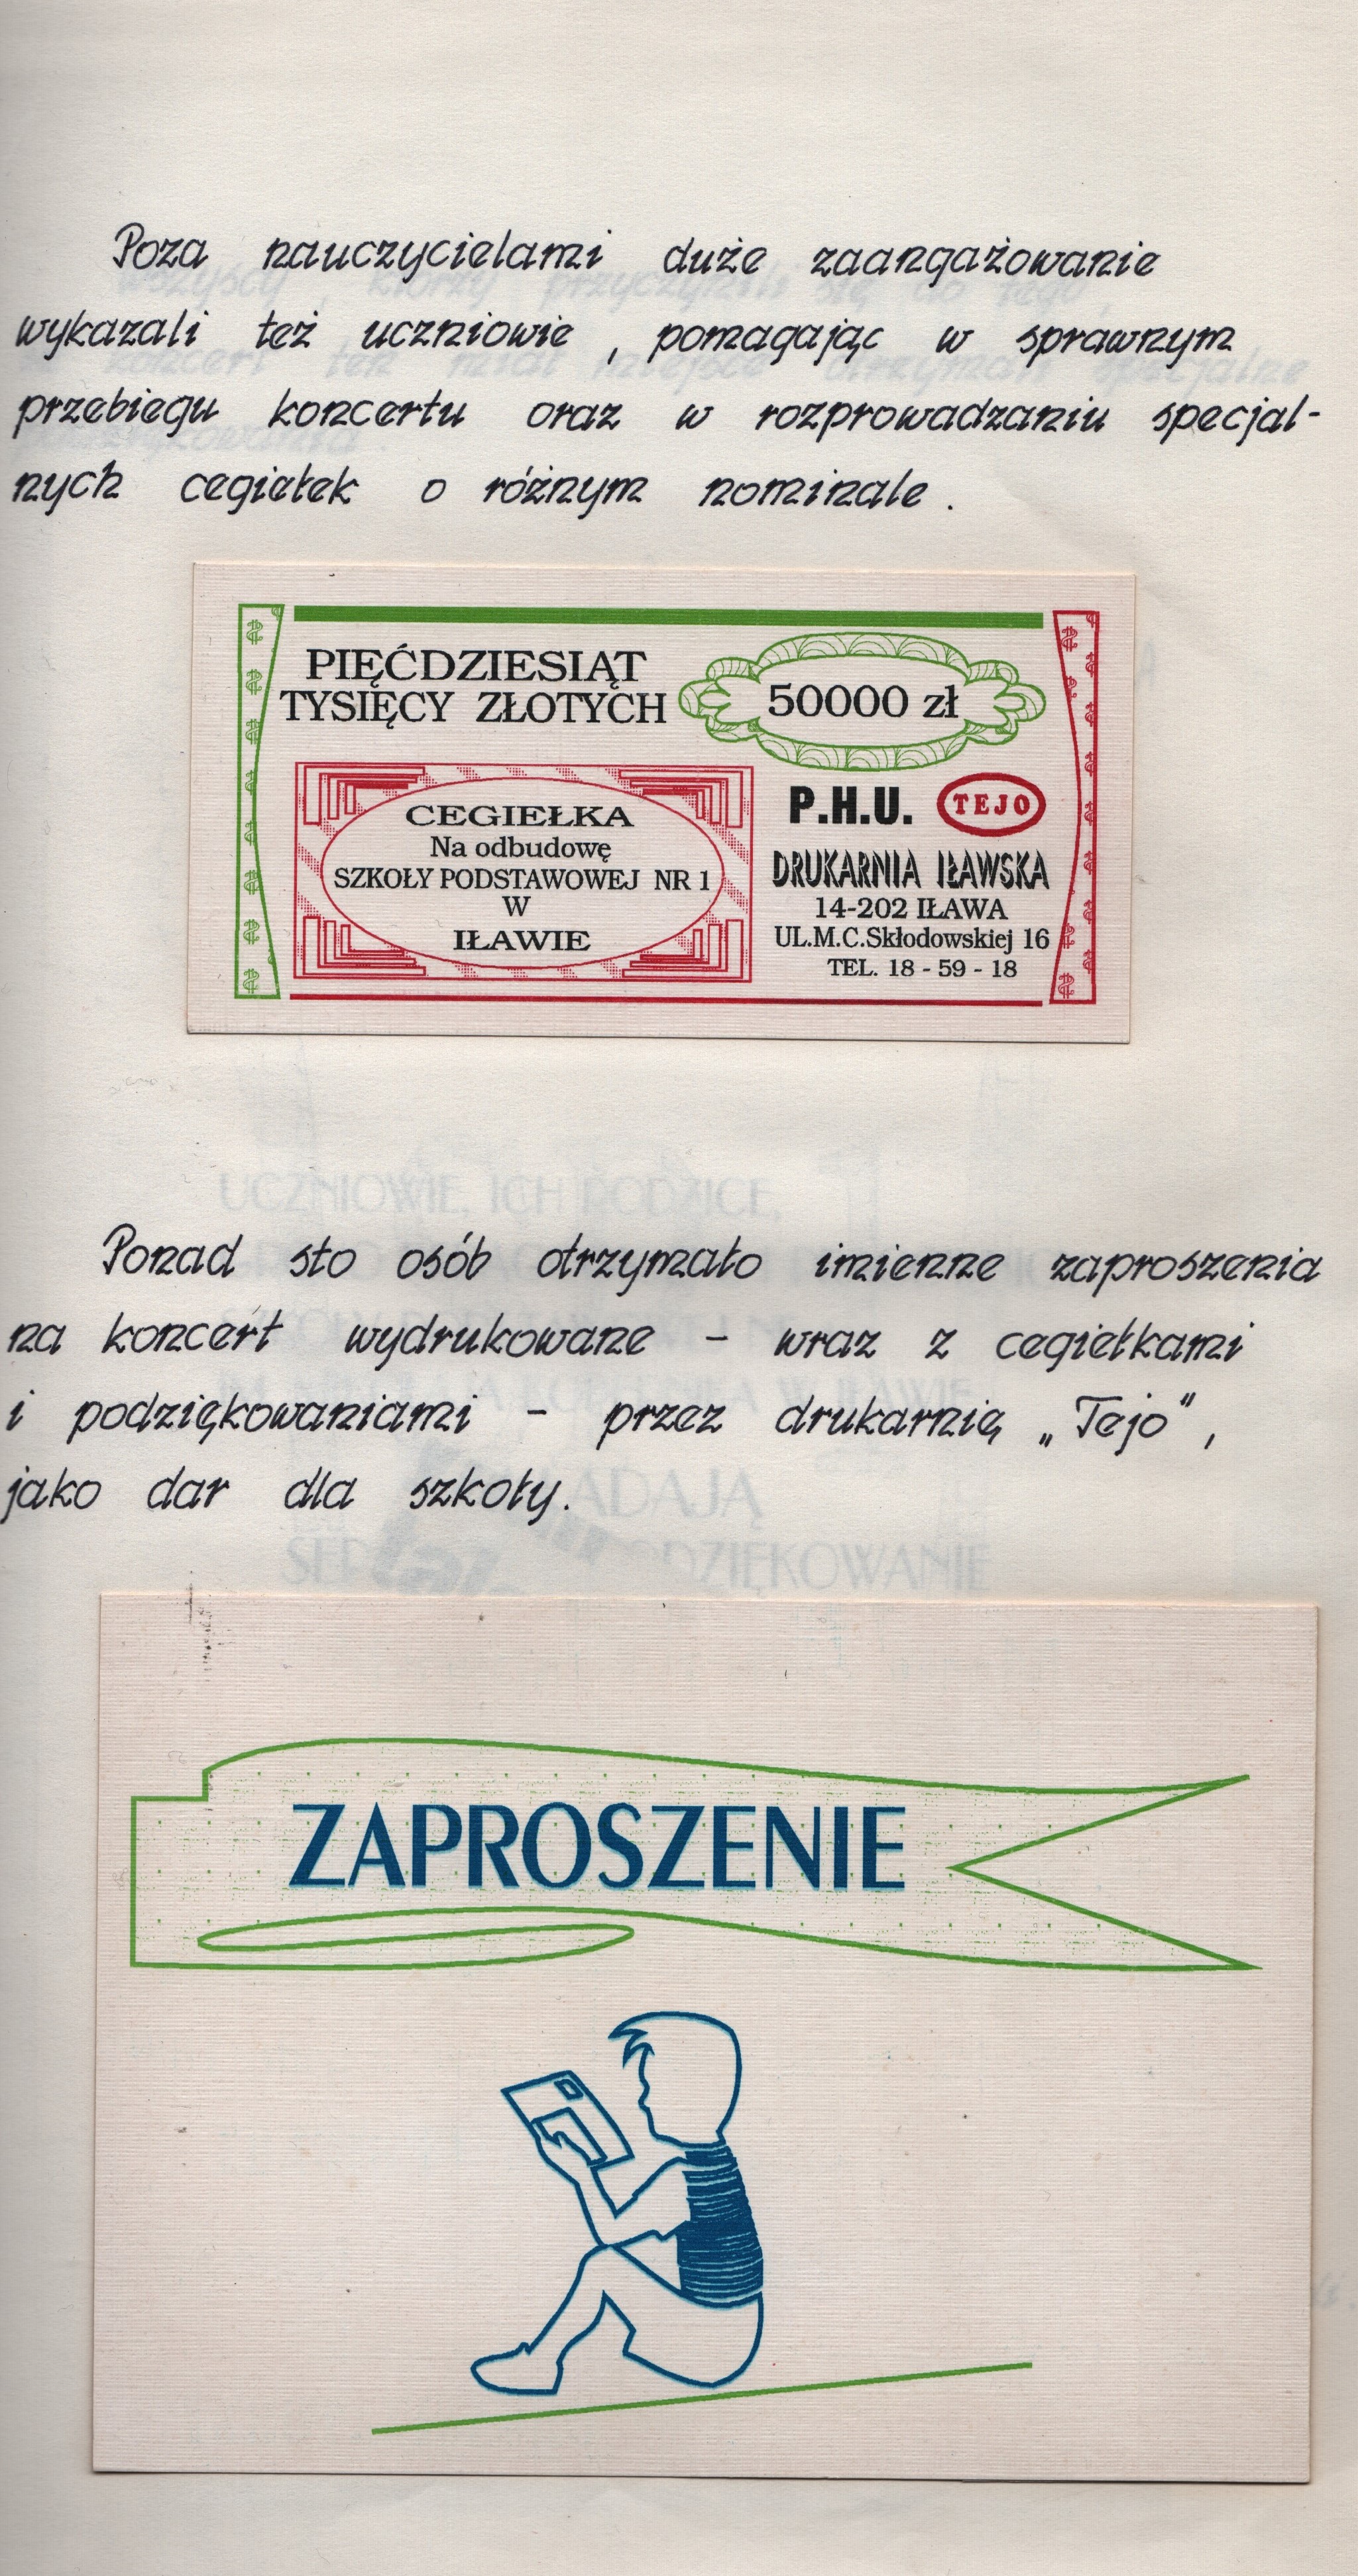 Poza nauczycielami duże zaangażowanie
wykazali też uczniowie , pomagając w sprawnym
przebiegu koncertu oraz w rozprowadzaniu specjal-
nych cegiełek o różnym nominale .
PIĘĆDZIESIĄT
TYSIĘCY ZŁOTYCH
50000 zł
CEGIEŁKA
Na odbudowę
SZKOŁY PODSTAWOWEJ NR 1
W
IŁAWIE
P.H.U. TEJO
DRUKARNIA IŁAWSKA
14-202 IŁAWA
UL.M.C.Skłodowskiej 16
TEL. 18 - 59 - 18
UCZNIOWIE, ICH RODZICE,
Ponad sto osób otrzymało imienne zaproszenia
na koncert wydrukowane – wraz z cegiełkami
i podziękowaniami – przez drukarnię „Tejo",
jako dar dla szkoły.
ZAPROSZENIE